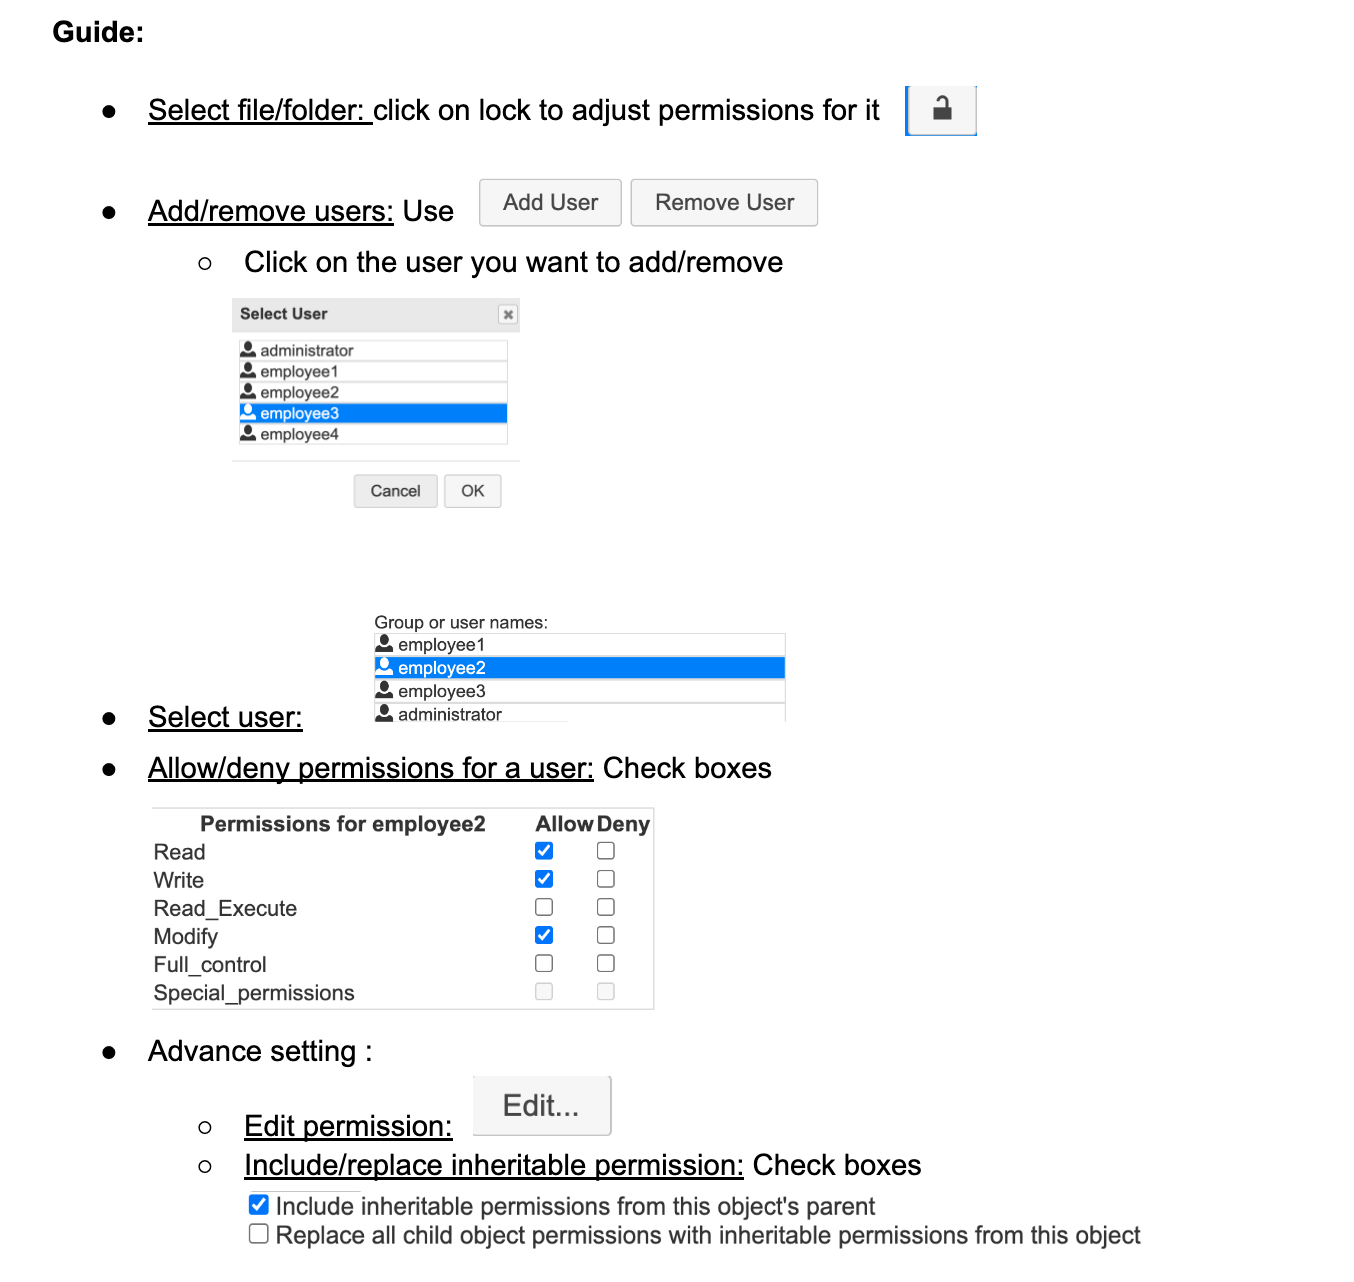 Guide:
● Select file/folder: click on lock to adjust permissions for it
● Add/remove users: Use Add User Remove User
○ Click on the user you want to add/remove
Select User
administrator
employee1
employee2
employee3
employee4
Cancel OK
Group or user names:
employee1
employee2
employee3
administrator
● Select user:
● Allow/deny permissions for a user: Check boxes
Permissions for employee2 Allow Deny
Read
Write
Read_Execute
Modify
Full_control
Special_permissions
● Advance setting :
○ Edit permission: Edit...
○ Include/replace inheritable permission: Check boxes
Include inheritable permissions from this object's parent
Replace all child object permissions with inheritable permissions from this object